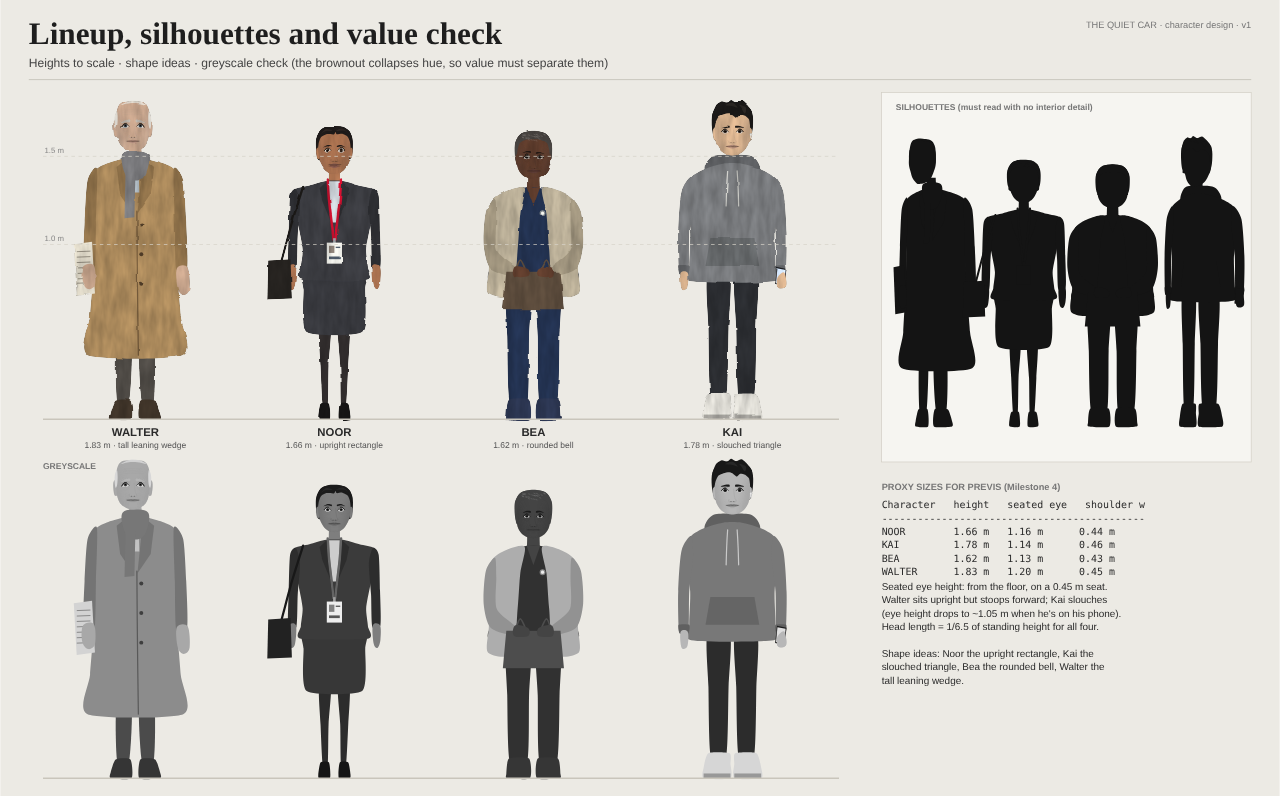 Lineup, silhouettes and value check
THE QUIET CAR · character design · v1
Heights to scale · shape ideas · greyscale check (the brownout collapses hue, so value must separate them)
1.5 m
1.0 m
WALTER
1.83 m · tall leaning wedge
NOOR
1.66 m · upright rectangle
BEA
1.62 m · rounded bell
KAI
1.78 m · slouched triangle
GREYSCALE
SILHOUETTES (must read with no interior detail)
PROXY SIZES FOR PREVIS (Milestone 4)
Character height seated eye shoulder w
--------------------------------------------
NOOR 1.66 m 1.16 m 0.44 m
KAI 1.78 m 1.14 m 0.46 m
BEA 1.62 m 1.13 m 0.43 m
WALTER 1.83 m 1.20 m 0.45 m
Seated eye height: from the floor, on a 0.45 m seat.
Walter sits upright but stoops forward; Kai slouches
(eye height drops to ~1.05 m when he's on his phone).
Head length = 1/6.5 of standing height for all four.
Shape ideas: Noor the upright rectangle, Kai the
slouched triangle, Bea the rounded bell, Walter the
tall leaning wedge.